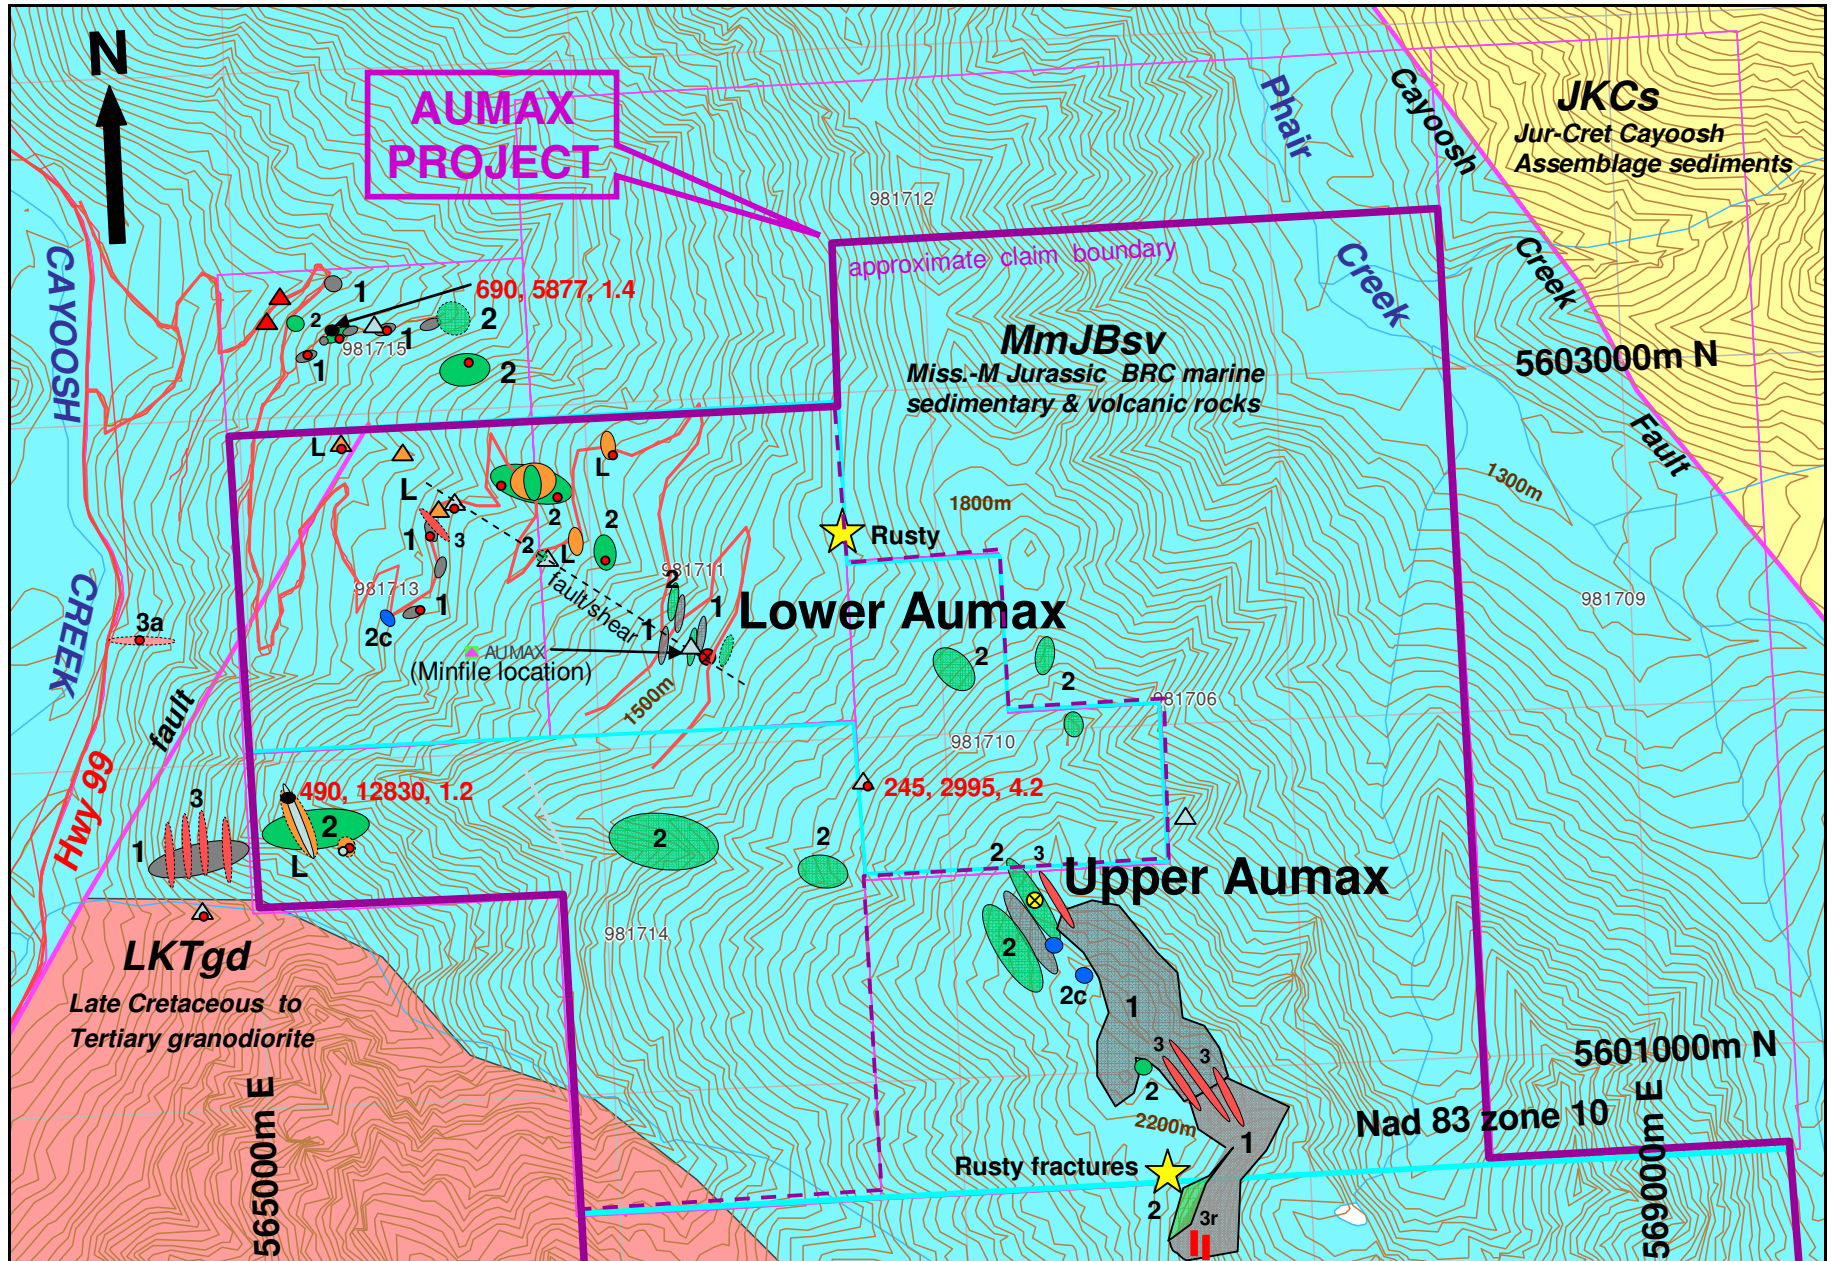 N
AUMAX
PROJECT
981712
Phair
Creek
Cayoosh
Creek
Fault
JKCs
Jur-Cret Cayoosh
Assemblage sediments
approximate claim boundary
CAYOOSH
CREEK
690, 5877, 1.4
1
2
2
1
981715
1
2
MmJBsv
Miss.-M Jurassic BRC marine
sedimentary & volcanic rocks
5603000m N
1300m
1800m
Rusty
L
L
L
2
2
1
3
2
L
981713
1
2c
fault/shear
981711
2
1
1
Lower Aumax
981709
AUMAX
(Minfile location)
1500m
3a
fault
Hwy 99
2
2
981706
981710
490, 12830, 1.2
245, 2995, 4.2
3
1
2
L
2
2
2
3
Upper Aumax
981714
LKTgd
Late Cretaceous to
Tertiary granodiorite
2
2c
1
3
3
2
2200m
1
5601000m N
Nad 83 zone 10
565000m E
569000m E
Rusty fractures
2
3r